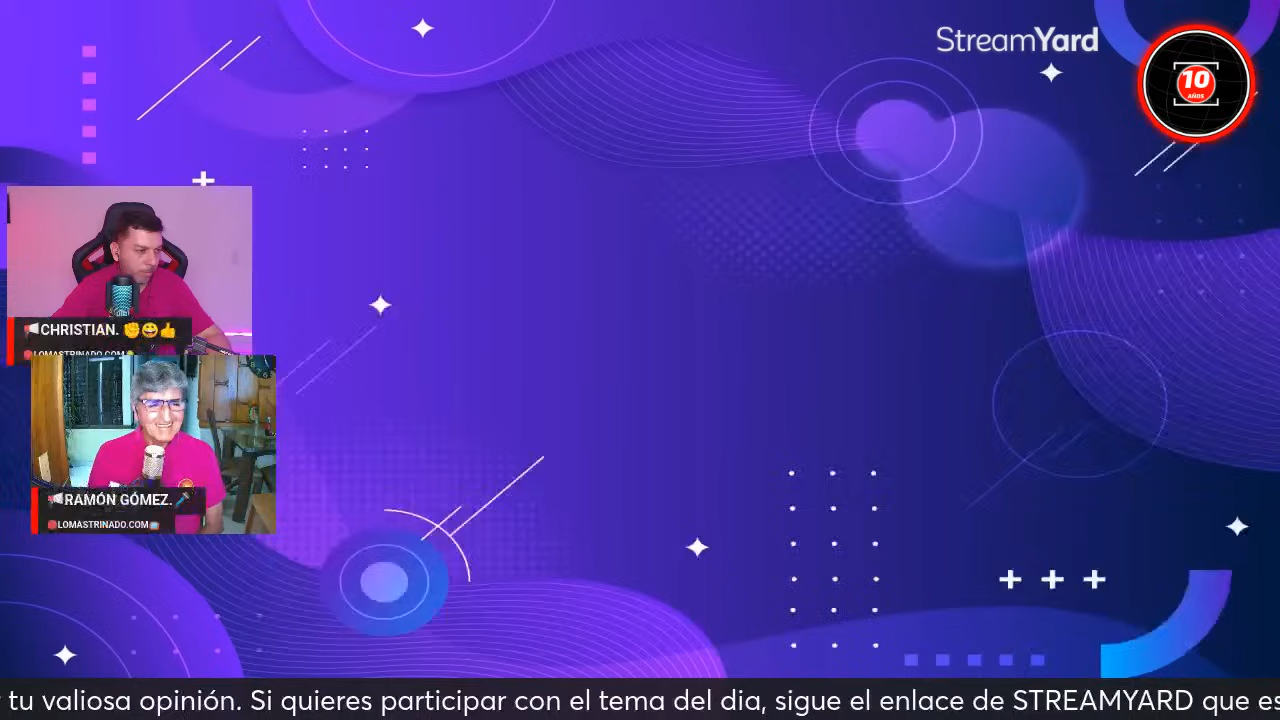 StreamYard
10
AÑOS
CHRISTIAN. ✊😄👍
LOMASTRINADO.COM
RAMÓN GÓMEZ.
LOMASTRINADO.COM
tu valiosa opinión. Si quieres participar con el tema del dia, sigue el enlace de STREAMYARD que es